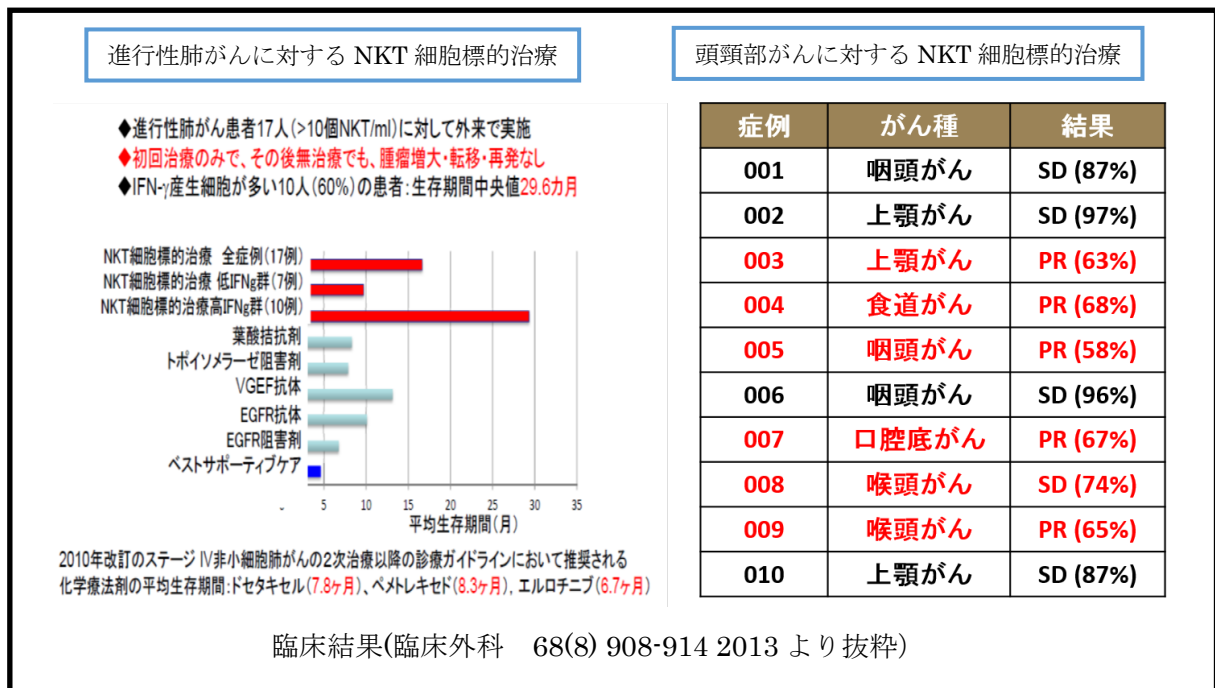 進行性肺がんに対する NKT 細胞標的治療
◆進行性肺がん患者17人(>10個NKT/ml)に対して外来で実施
◆初回治療のみで、その後無治療でも、腫瘤増大・転移・再発なし
◆IFN-γ産生細胞が多い10人(60%)の患者:生存期間中央値29.6カ月
NKT細胞標的治療 全症例(17例)
NKT細胞標的治療 低IFNg群(7例)
NKT細胞標的治療高IFNg群(10例)
葉酸拮抗剤
トポイソメラーゼ阻害剤
VGEF抗体
EGFR抗体
EGFR阻害剤
ベストサポーティブケア
5 10 15 20 25 30 35
平均生存期間(月)
2010年改訂のステージ IV非小細胞肺がんの2次治療以降の診療ガイドラインにおいて推奨される
化学療法剤の平均生存期間:ドセタキセル(7.8ヶ月)、ペメトレキセド(8.3ヶ月), エルロチニブ(6.7ヶ月)
頭頸部がんに対する NKT 細胞標的治療
症例 がん種 結果
001 咽頭がん SD (87%)
002 上顎がん SD (97%)
003 上顎がん PR (63%)
004 食道がん PR (68%)
005 咽頭がん PR (58%)
006 咽頭がん SD (96%)
007 口腔底がん PR (67%)
008 喉頭がん SD (74%)
009 喉頭がん PR (65%)
010 上顎がん SD (87%)
臨床結果(臨床外科 68(8) 908-914 2013 より抜粋)